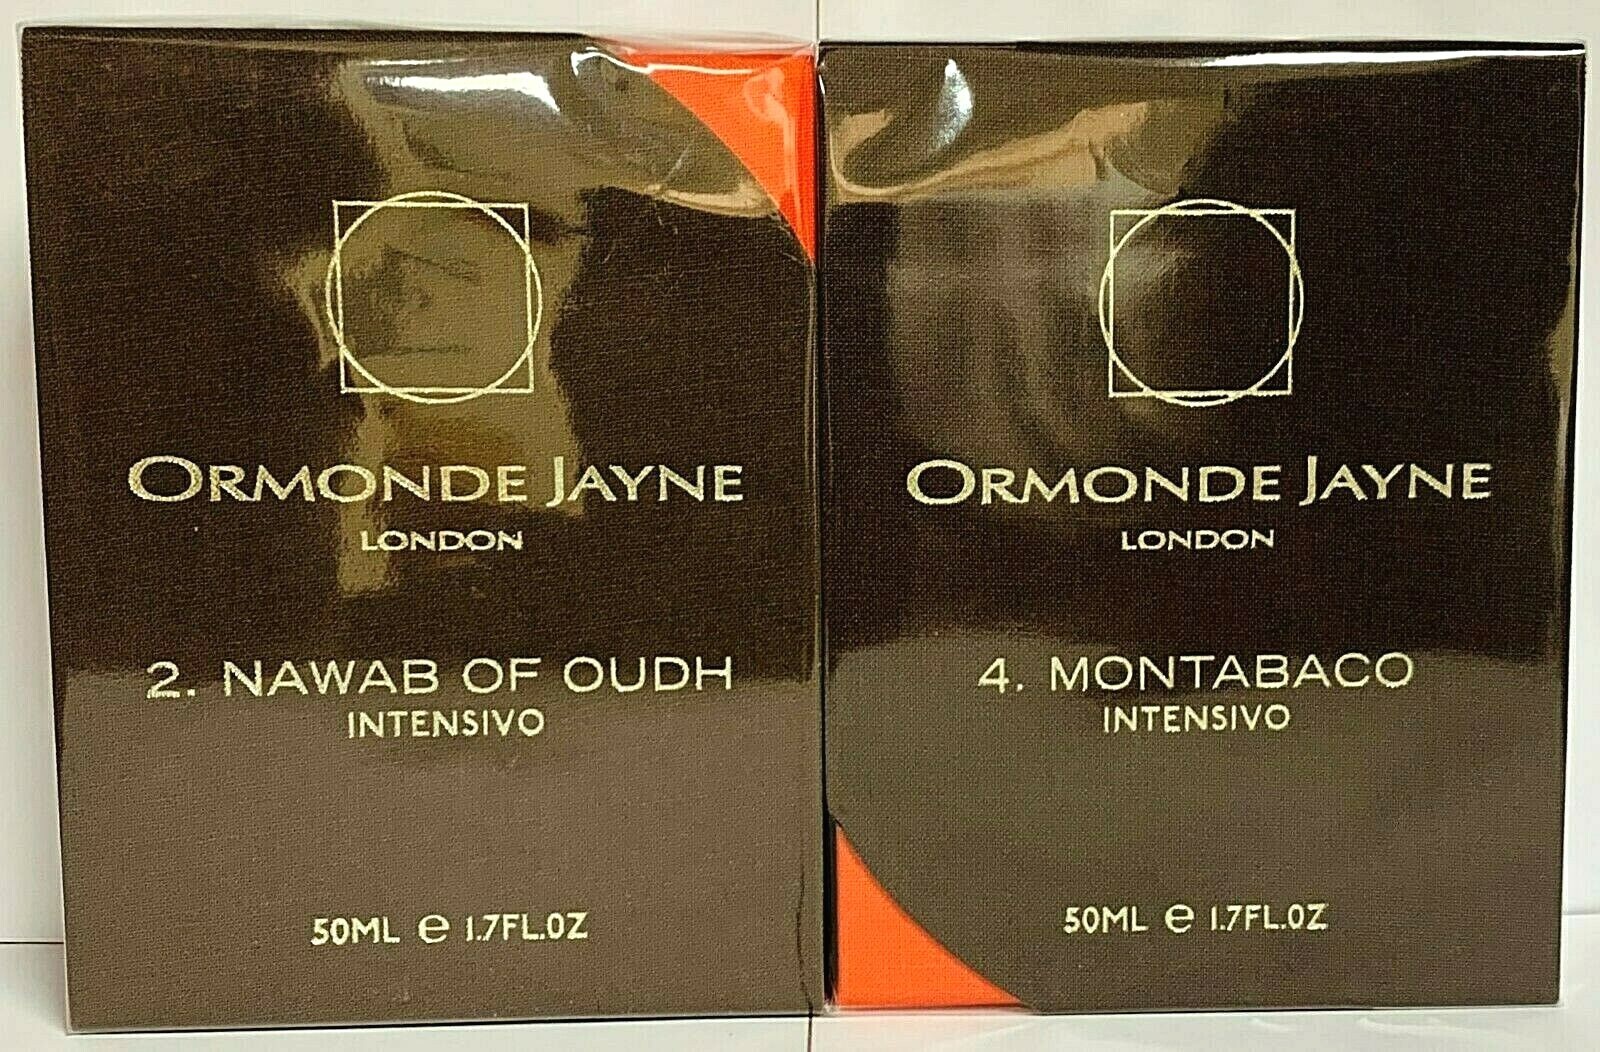 ORMONDE JAYNE
LONDON
2. NAWAB OF OUDH
INTENSIVO
50ML e 1.7FL.OZ
ORMONDE JAYNE
LONDON
4. MONTABACO
INTENSIVO
50ML e 1.7FL.OZ